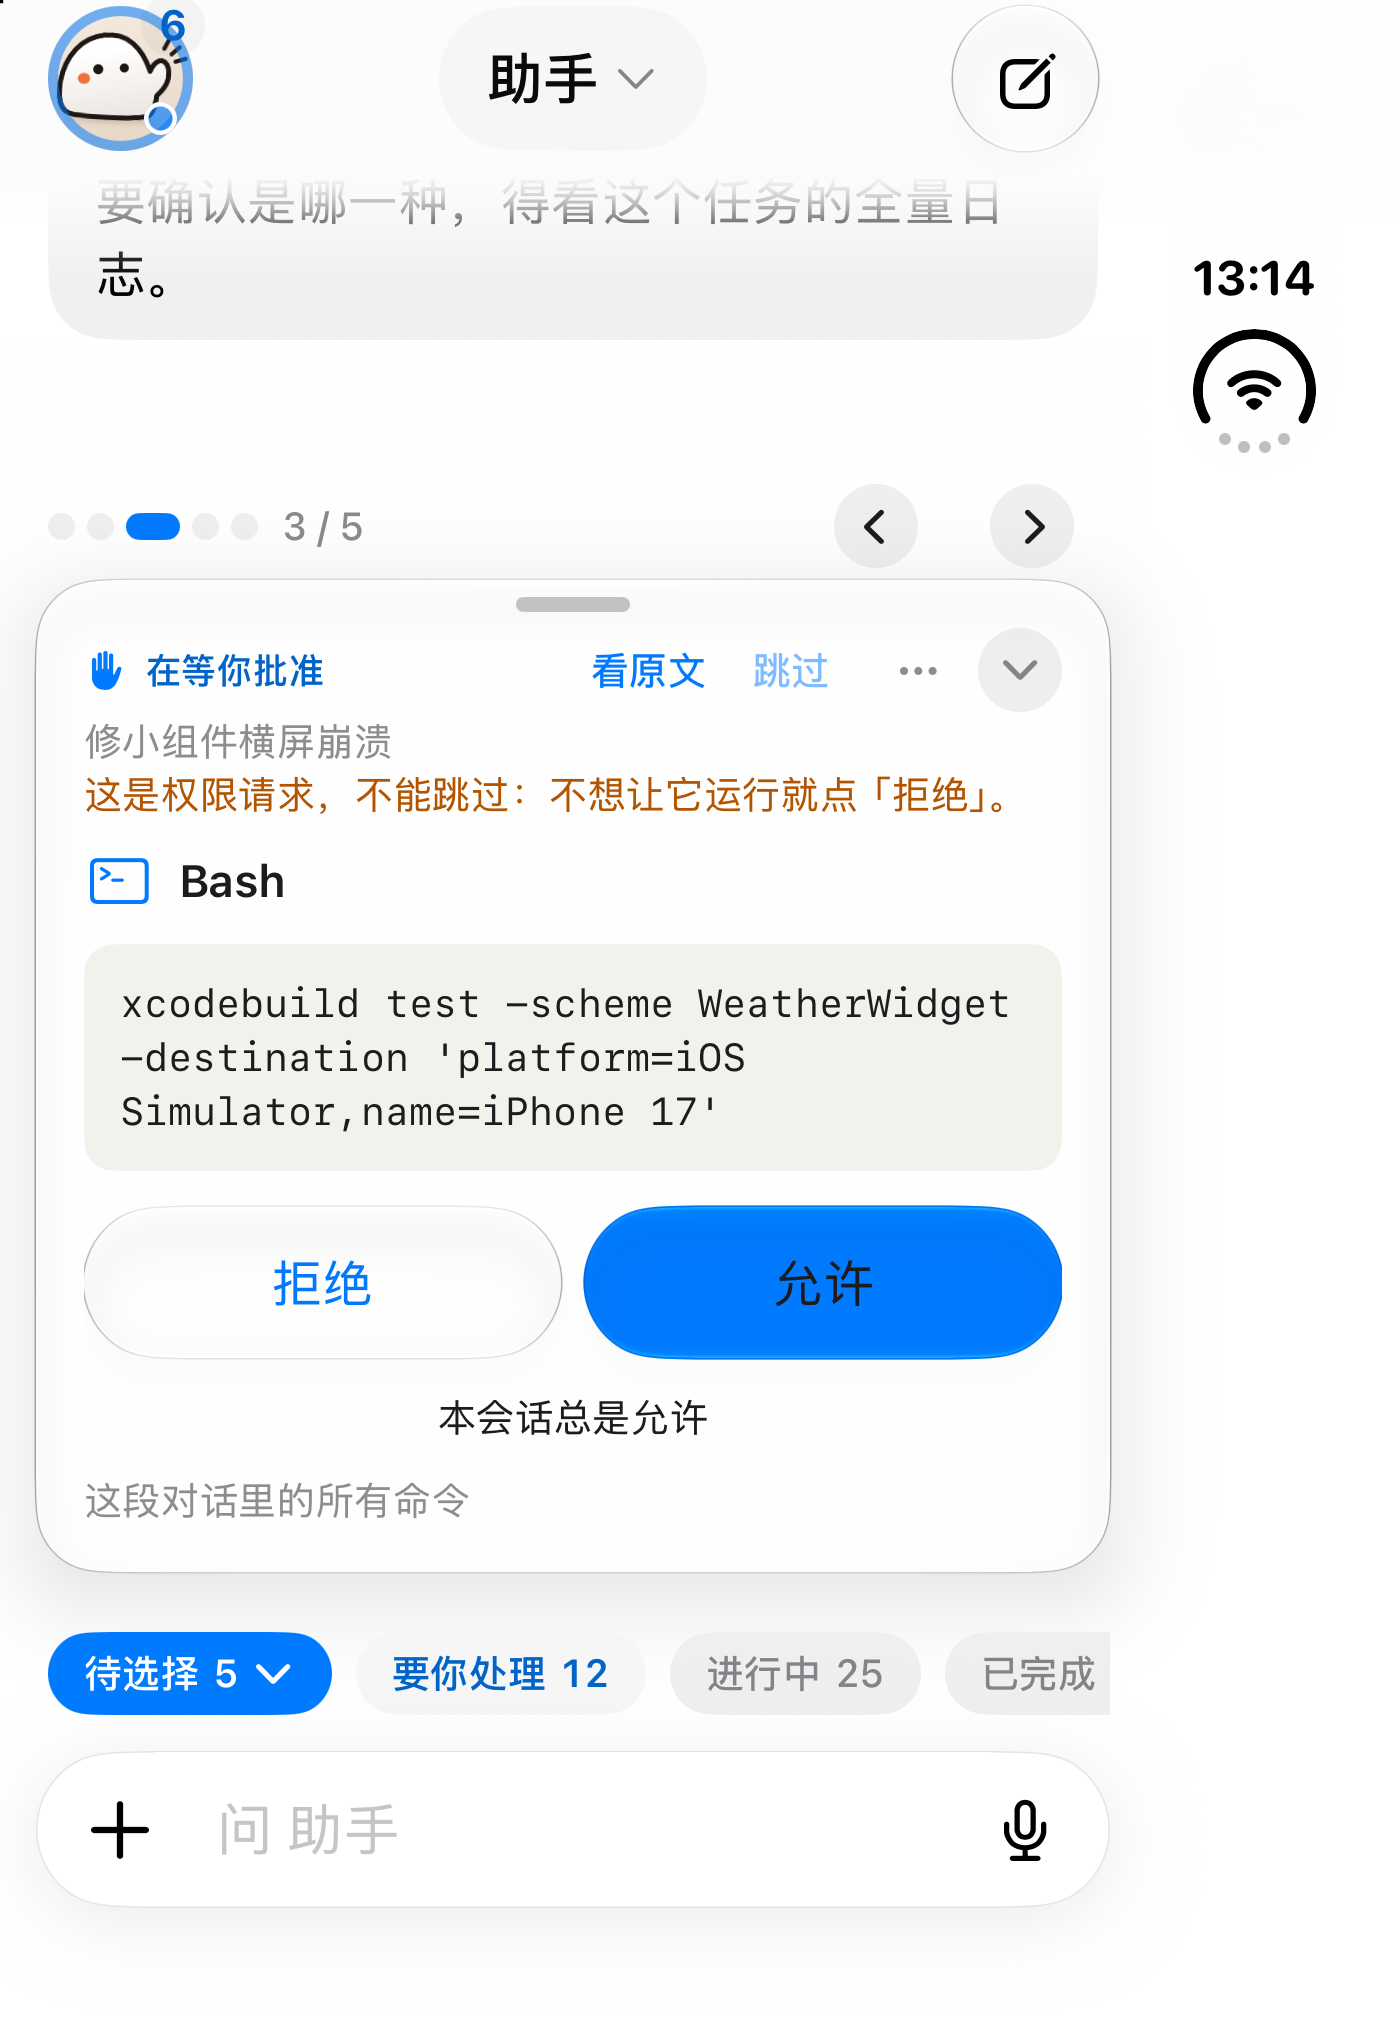 6
助手
要确认是哪一种，得看这个任务的全量日
志。
13:14
3 / 5
在等你批准
看原文
跳过
修小组件横屏崩溃
这是权限请求，不能跳过：不想让它运行就点「拒绝」。
Bash
xcodebuild test -scheme WeatherWidget
-destination 'platform=iOS
Simulator,name=iPhone 17'
拒绝
允许
本会话总是允许
这段对话里的所有命令
待选择 5
要你处理 12
进行中 25
已完成
问 助手